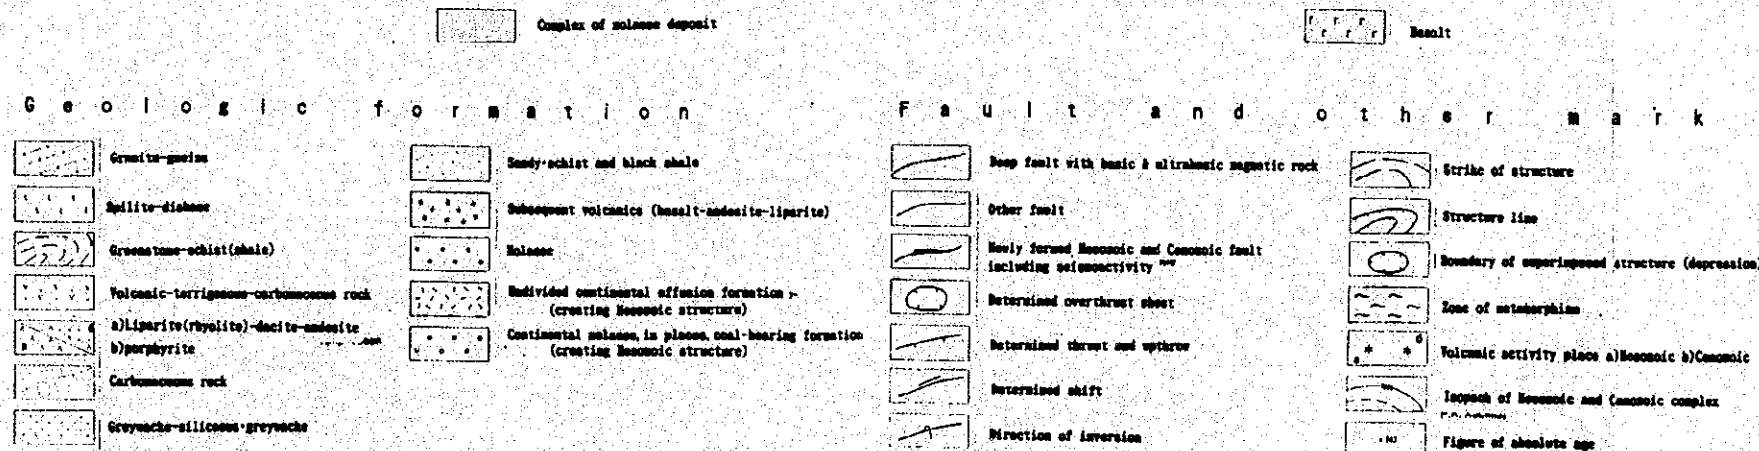 Complex of molasse deposit
r r r
r r r
Basalt
Geologic formation
Granite-gneiss
Spilite-diabase
Greenstone-schist(shale)
Volcanic-terrigenous-carbonaceous rock
a)Liparite(rhyolite)-dacite-andesite
b)porphyrite
Carbonaceous rock
Greywacke-siliceous-greywacke
Sandy-schist and black shale
Subsequent volcanics (basalt-andesite-liparite)
Molasse
Undivided continental effusion formation
(creating Mesozoic structure)
Continental molasse, in places, coal-bearing formation
(creating Mesozoic structure)
Fault and other mark
Deep fault with basic & ultrabasic magmatic rock
Other fault
Newly formed Mesozoic and Cenozoic fault
including seismoactivity
Determined overthrust sheet
Determined thrust and upthrow
Determined shift
Direction of inversion
Strike of structure
Structure line
Boundary of superimposed structure (depression)
Zone of metamorphism
Volcanic activity place a)Mesozoic b)Cenozoic
Isopach of Mesozoic and Cenozoic complex
Figure of absolute age